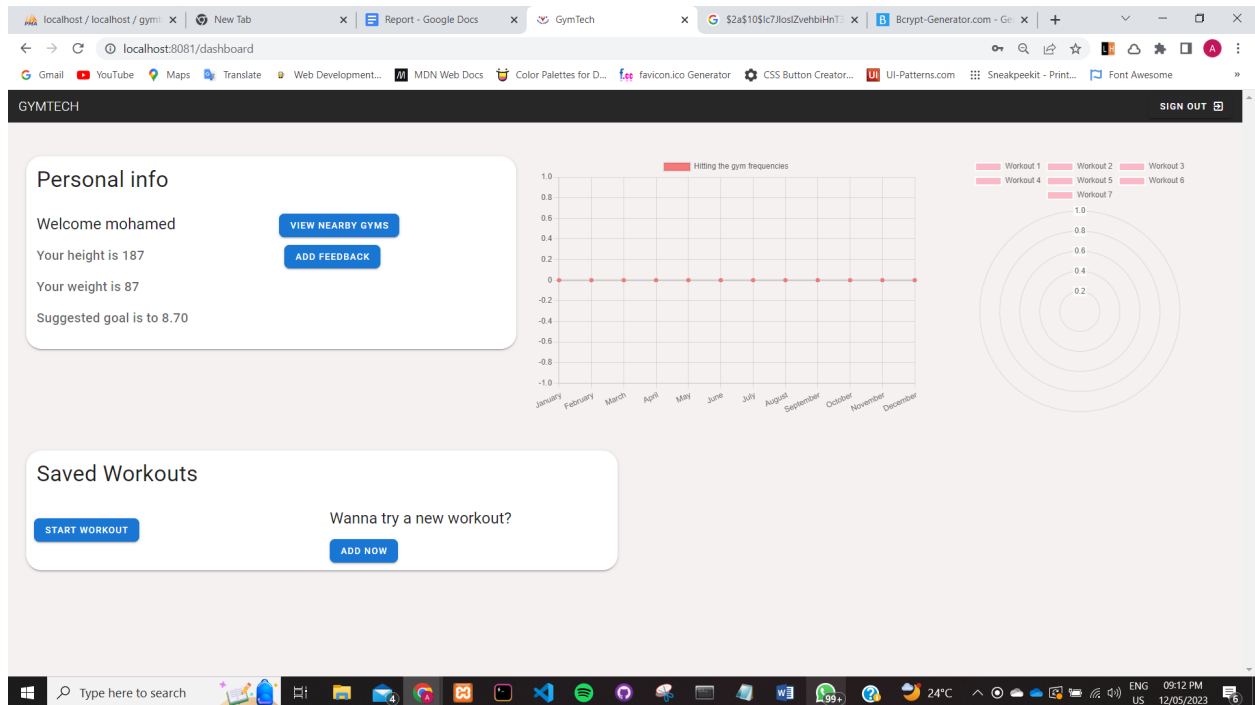 localhost / localhost / gymt
New Tab
Report - Google Docs
GymTech
Bcrypt-Generator.com - Ge
localhost:8081/dashboard
Gmail YouTube Maps Translate Web Development... MDN Web Docs Color Palettes for D... favicon.ico Generator CSS Button Creator... UI-Patterns.com Sneakpeekit - Print... Font Awesome »
GYMTECH
SIGN OUT
Personal info
Welcome mohamed
VIEW NEARBY GYMS
Your height is 187
ADD FEEDBACK
Your weight is 87
Suggested goal is to 8.70
Hitting the gym frequencies
1.0
0.8
0.6
0.4
0.2
0
-0.2
-0.4
-0.6
-0.8
-1.0
January February March April May June July August September October November December
Workout 1 Workout 2 Workout 3
Workout 4 Workout 5 Workout 6
Workout 7
1.0
0.8
0.6
0.4
0.2
Saved Workouts
START WORKOUT
Wanna try a new workout?
ADD NOW
Type here to search
4
99+
24°C
ENG
US
09:12 PM
12/05/2023
6